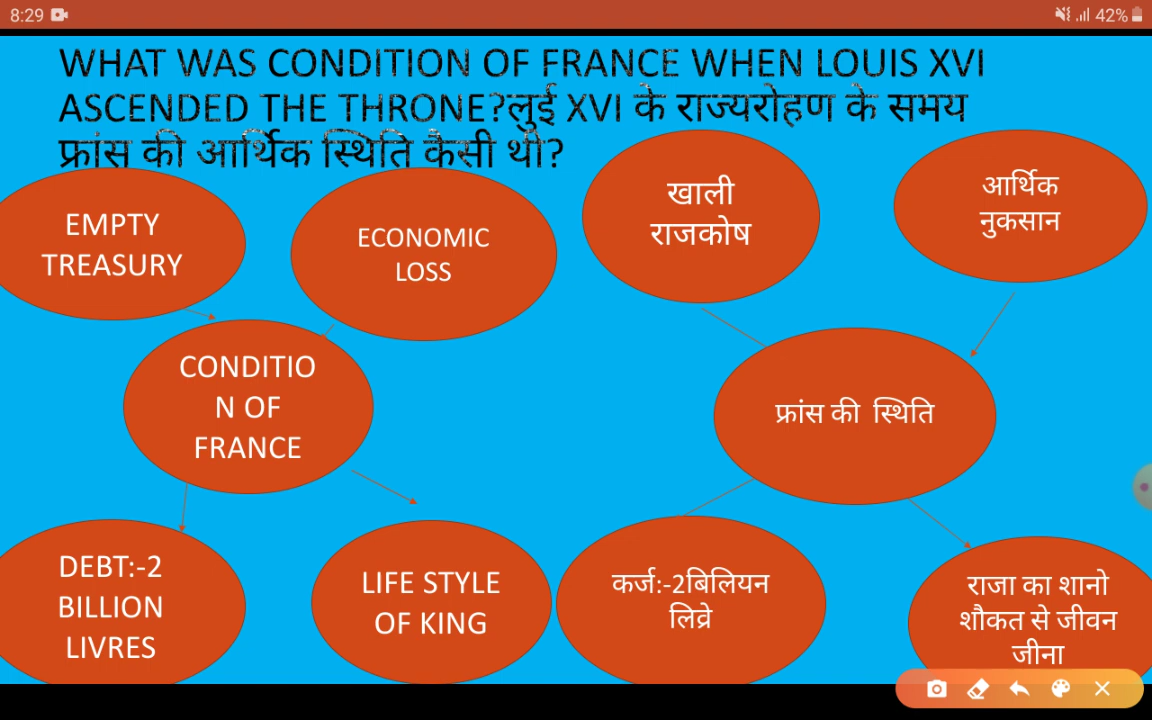 8:29
42%
WHAT WAS CONDITION OF FRANCE WHEN LOUIS XVI
ASCENDED THE THRONE?लुई XVI के राज्यरोहण के समय
फ्रांस की आर्थिक स्थिति कैसी थी?
EMPTY
TREASURY
ECONOMIC
LOSS
खाली
राजकोष
आर्थिक
नुकसान
CONDITIO
N OF
FRANCE
फ्रांस की स्थिति
DEBT:-2
BILLION
LIVRES
LIFE STYLE
OF KING
कर्ज:-2बिलियन
लिव्रे
राजा का शानो
शौकत से जीवन
जीना